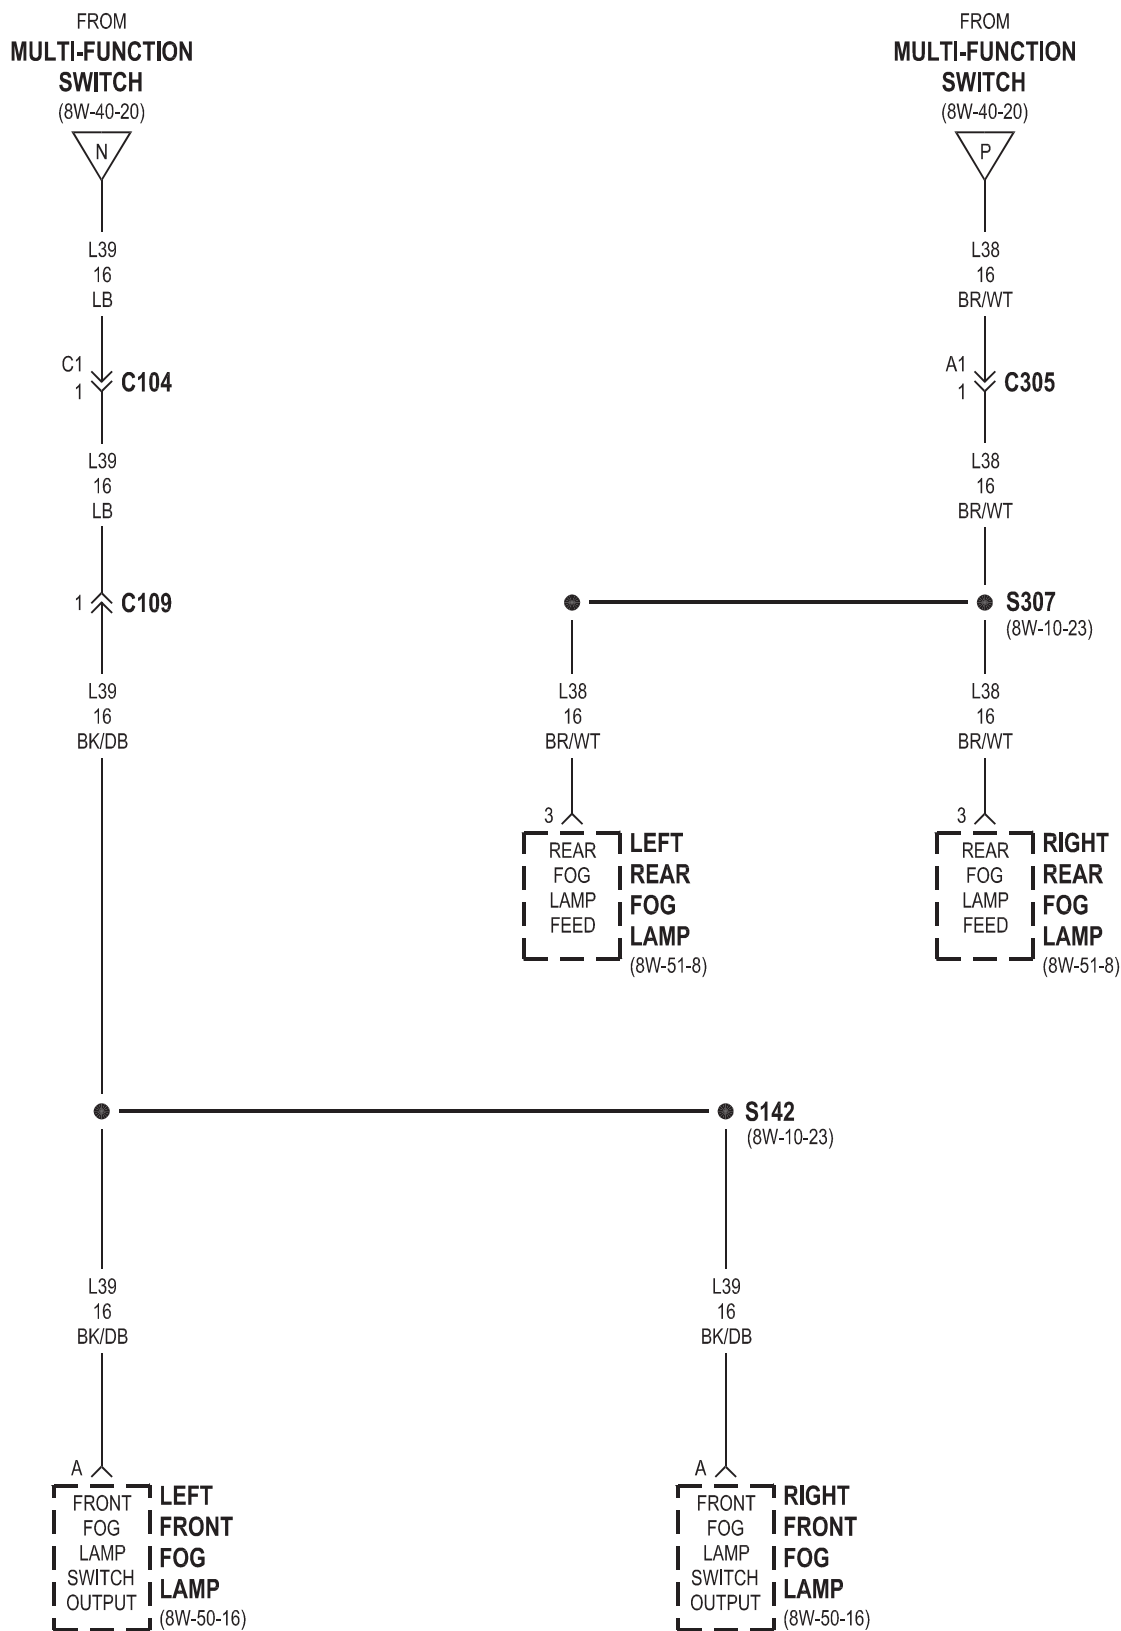 FROM
MULTI-FUNCTION
SWITCH
(8W-40-20)
N
L39
16
LB
C1
1
C104
L39
16
LB
1
C109
L39
16
BK/DB
FROM
MULTI-FUNCTION
SWITCH
(8W-40-20)
P
L38
16
BR/WT
A1
1
C305
L38
16
BR/WT
S307
(8W-10-23)
L38
16
BR/WT
3
REAR
FOG
LAMP
FEED
LEFT
REAR
FOG
LAMP
(8W-51-8)
L38
16
BR/WT
3
REAR
FOG
LAMP
FEED
RIGHT
REAR
FOG
LAMP
(8W-51-8)
S142
(8W-10-23)
L39
16
BK/DB
A
FRONT
FOG
LAMP
SWITCH
OUTPUT
LEFT
FRONT
FOG
LAMP
(8W-50-16)
L39
16
BK/DB
A
FRONT
FOG
LAMP
SWITCH
OUTPUT
RIGHT
FRONT
FOG
LAMP
(8W-50-16)